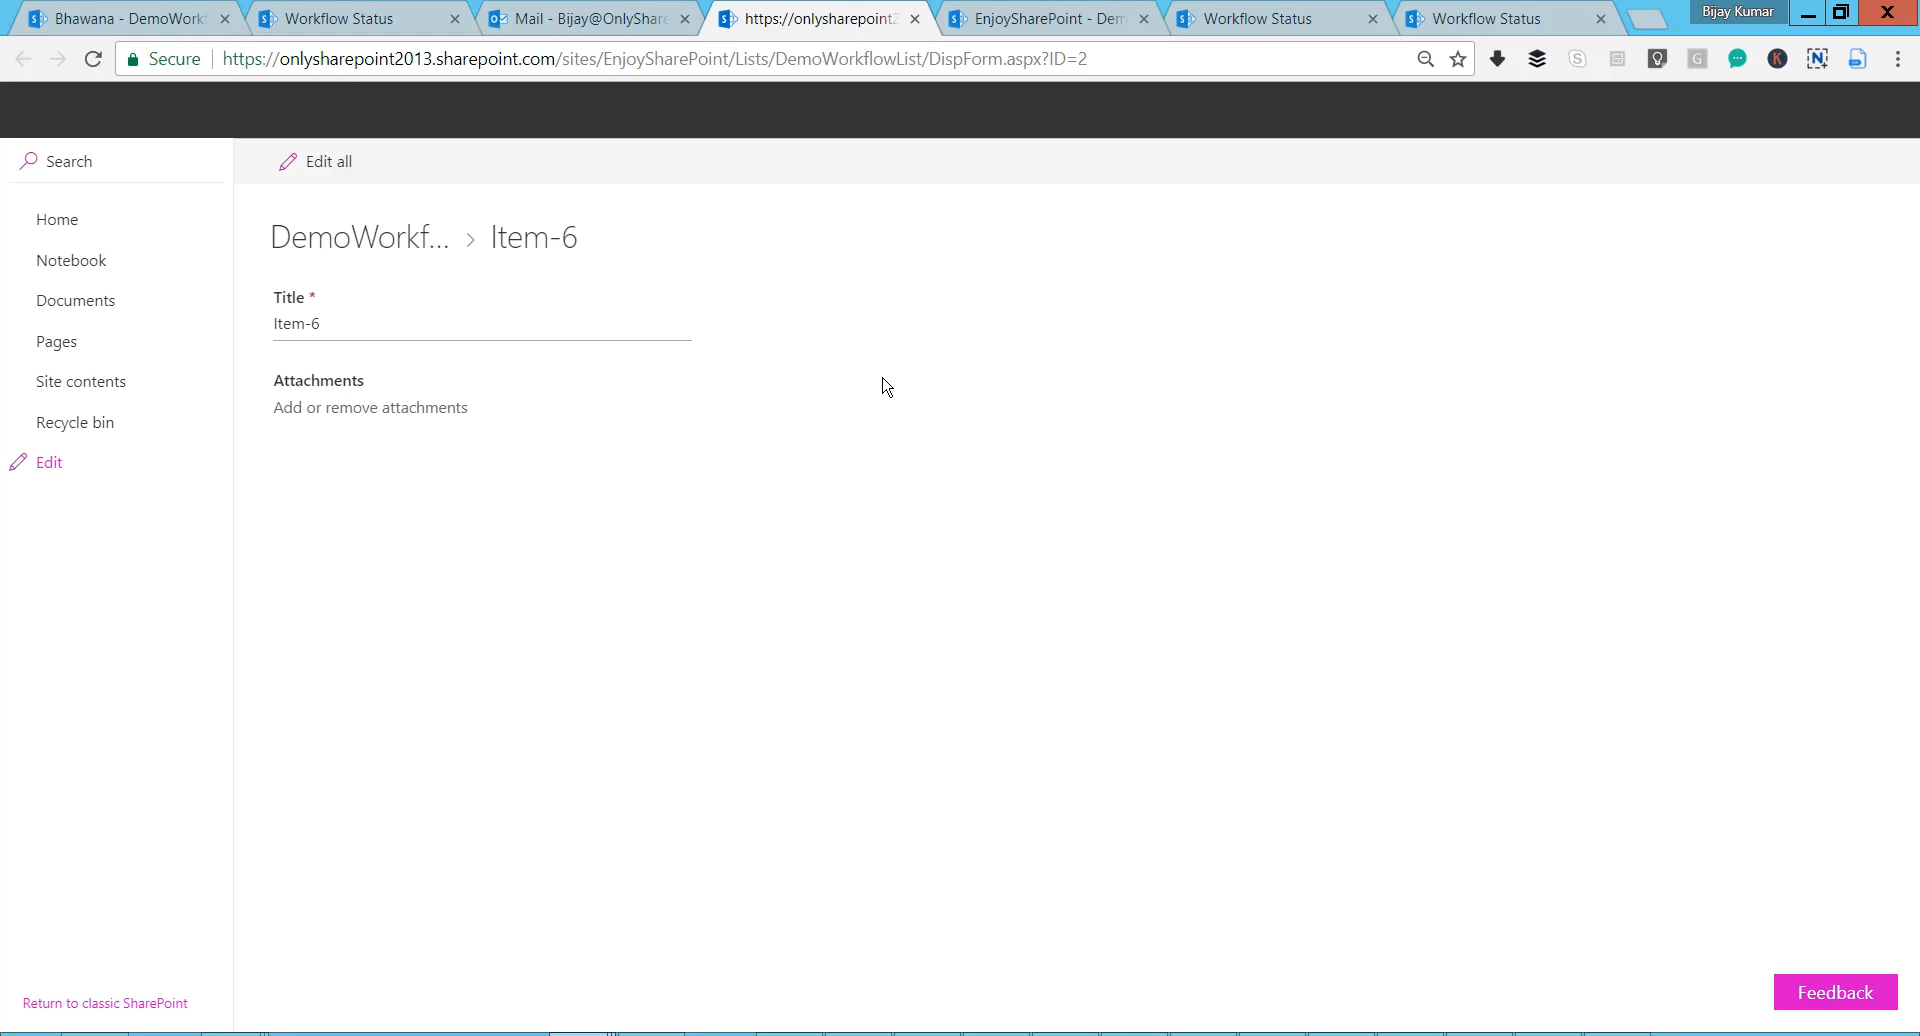 Bhawana - DemoWorkf
Workflow Status
Mail - Bijay@OnlyShare
https://onlysharepoint2
EnjoySharePoint - Dem
Workflow Status
Workflow Status
Bijay Kumar
Secure
https://onlysharepoint2013.sharepoint.com/sites/EnjoySharePoint/Lists/DemoWorkflowList/DispForm.aspx?ID=2
Search
Edit all
Home
Notebook
Documents
Pages
Site contents
Recycle bin
Edit
DemoWorkf... > Item-6
Title *
Item-6
Attachments
Add or remove attachments
Return to classic SharePoint
Feedback